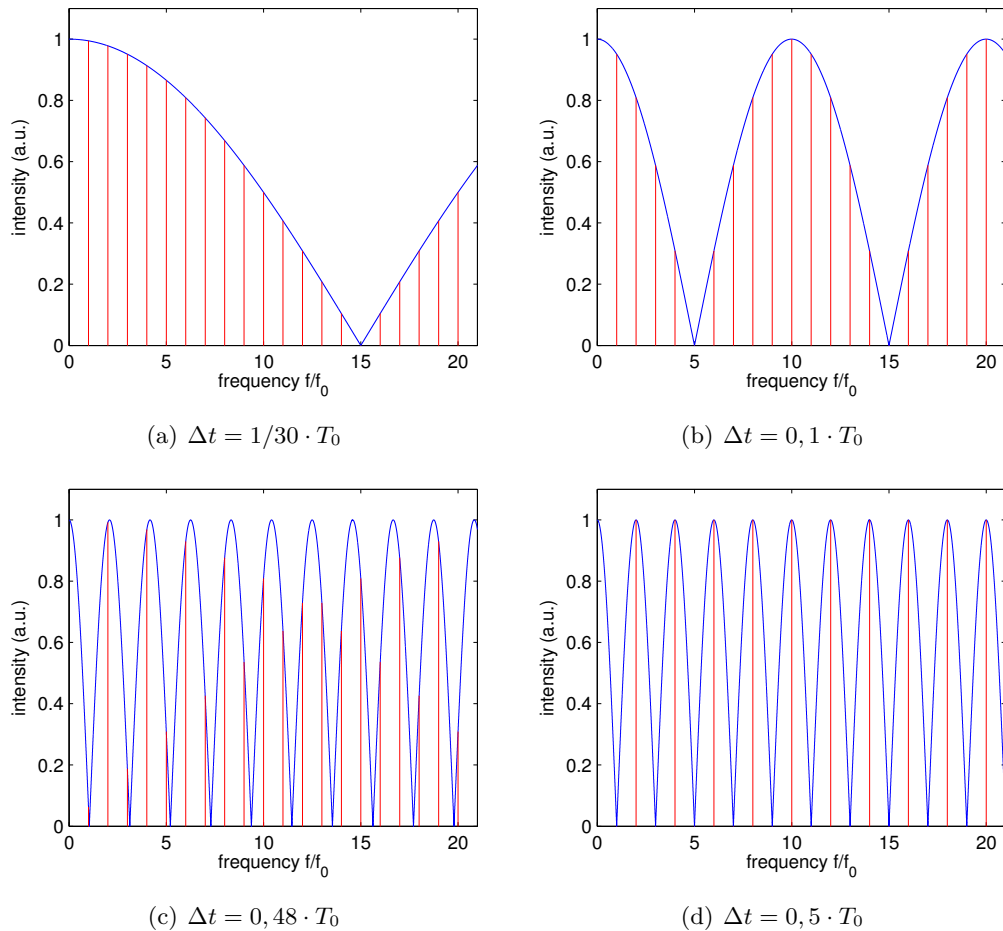 1
0.8
0.6
0.4
0.2
0
intensity (a.u.)
0 5 10 15 20
frequency f/f₀
(a) Δt = 1/30 · T₀
1
0.8
0.6
0.4
0.2
0
intensity (a.u.)
0 5 10 15 20
frequency f/f₀
(b) Δt = 0, 1 · T₀
1
0.8
0.6
0.4
0.2
0
intensity (a.u.)
0 5 10 15 20
frequency f/f₀
(c) Δt = 0, 48 · T₀
1
0.8
0.6
0.4
0.2
0
intensity (a.u.)
0 5 10 15 20
frequency f/f₀
(d) Δt = 0, 5 · T₀